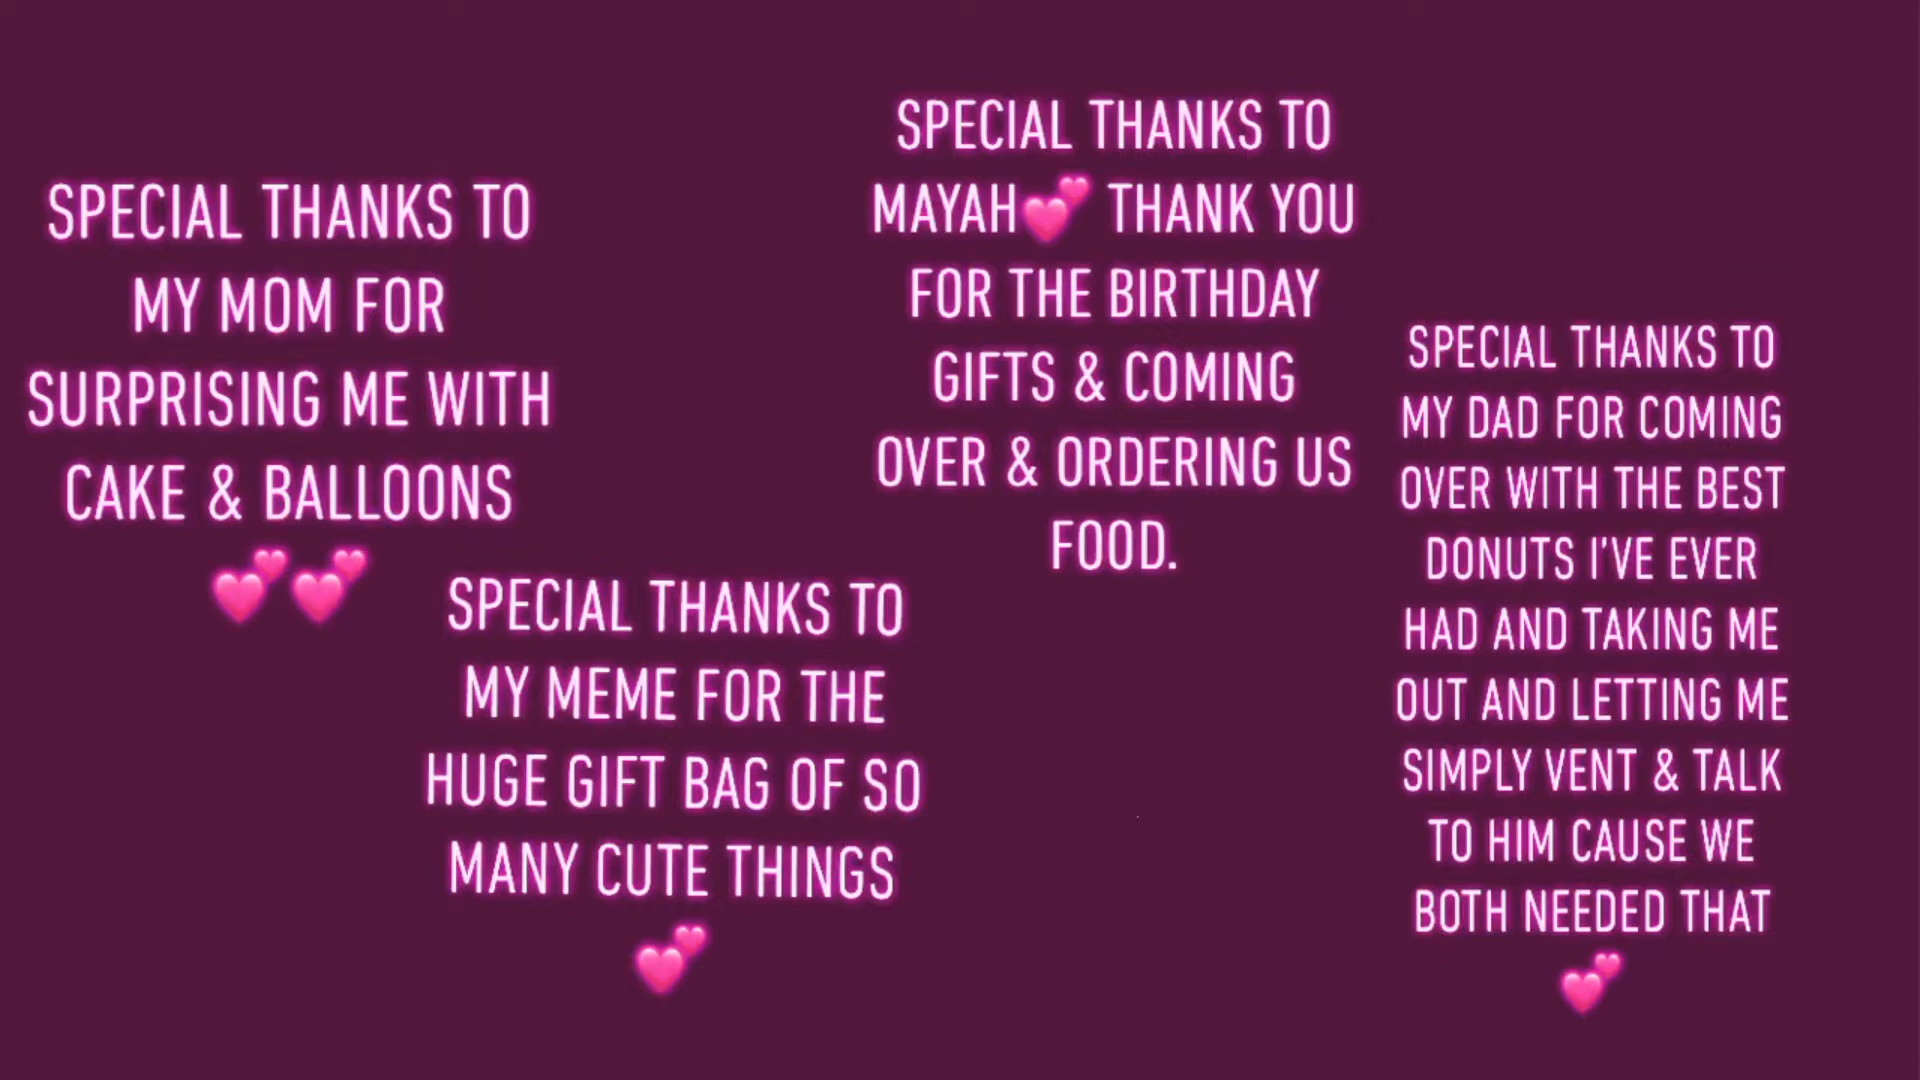 SPECIAL THANKS TO
MY MOM FOR
SURPRISING ME WITH
CAKE & BALLOONS
💕💕
SPECIAL THANKS TO
MY MEME FOR THE
HUGE GIFT BAG OF SO
MANY CUTE THINGS
💕
SPECIAL THANKS TO
MAYAH💕 THANK YOU
FOR THE BIRTHDAY
GIFTS & COMING
OVER & ORDERING US
FOOD.
SPECIAL THANKS TO
MY DAD FOR COMING
OVER WITH THE BEST
DONUTS I'VE EVER
HAD AND TAKING ME
OUT AND LETTING ME
SIMPLY VENT & TALK
TO HIM CAUSE WE
BOTH NEEDED THAT
💕